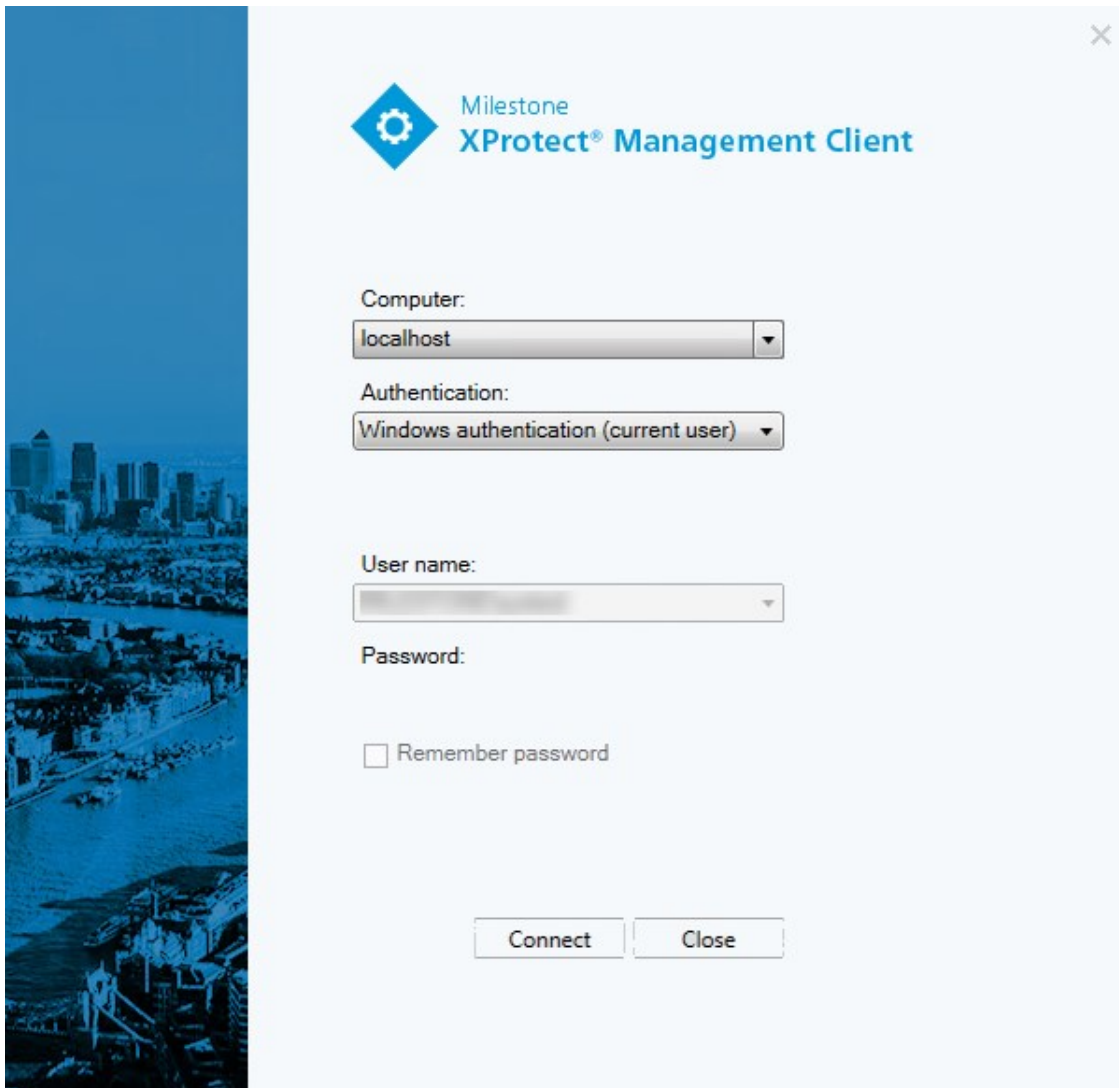 Milestone
XProtect® Management Client
Computer:
localhost
Authentication:
Windows authentication (current user)
User name:
Password:
Remember password
Connect
Close